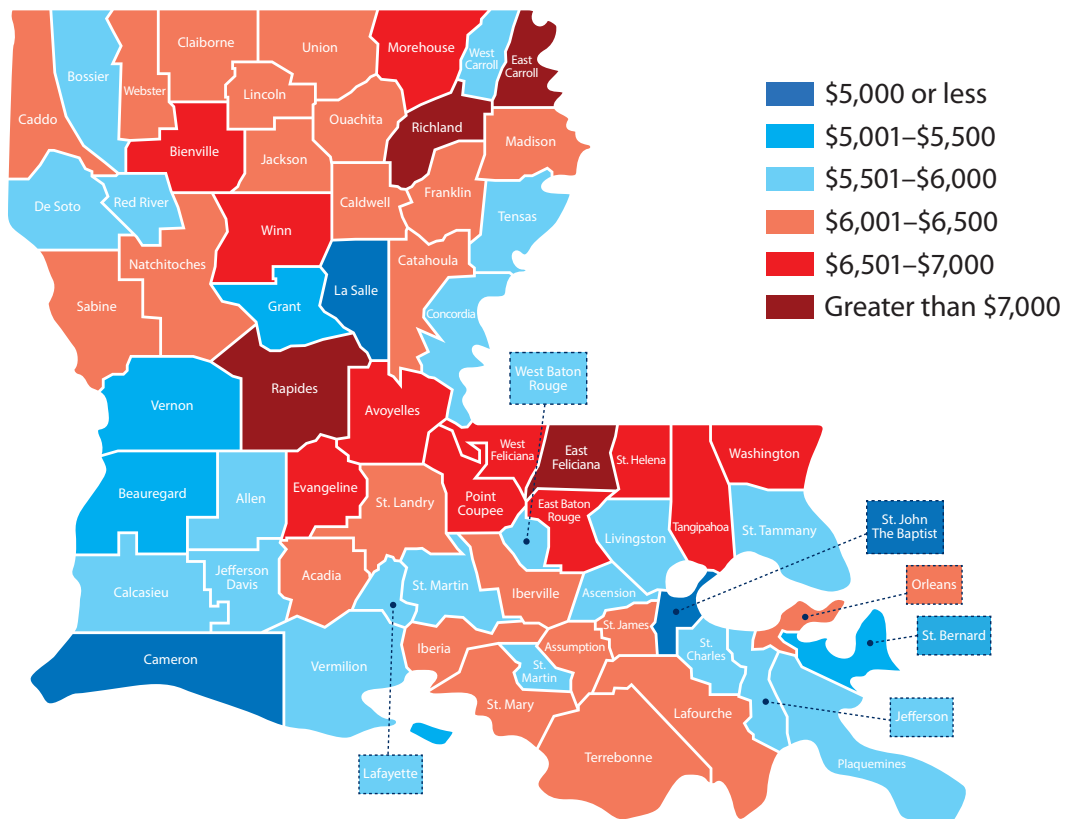 Claiborne
Union
Morehouse
West
Carroll
East
Carroll
Bossier
Webster
Lincoln
Caddo
Ouachita
Richland
Madison
Bienville
Jackson
Franklin
De Soto
Red River
Caldwell
Tensas
Winn
Natchitoches
Catahoula
La Salle
Sabine
Grant
Concordia
West Baton
Rouge
Rapides
Vernon
Avoyelles
West
Feliciana
East
Feliciana
St. Helena
Washington
Beauregard
Allen
Evangeline
St. Landry
Point
Coupee
East Baton
Rouge
Tangipahoa
St. Tammany
Livingston
St. John
The Baptist
Jefferson
Davis
Acadia
St. Martin
Calcasieu
Iberville
Ascension
Orleans
St. James
St. Bernard
Cameron
Vermilion
Iberia
Assumption
St.
Charles
St.
Martin
St. Mary
Lafourche
Jefferson
Terrebonne
Plaquemines
Lafayette
$5,000 or less
$5,001–$5,500
$5,501–$6,000
$6,001–$6,500
$6,501–$7,000
Greater than $7,000